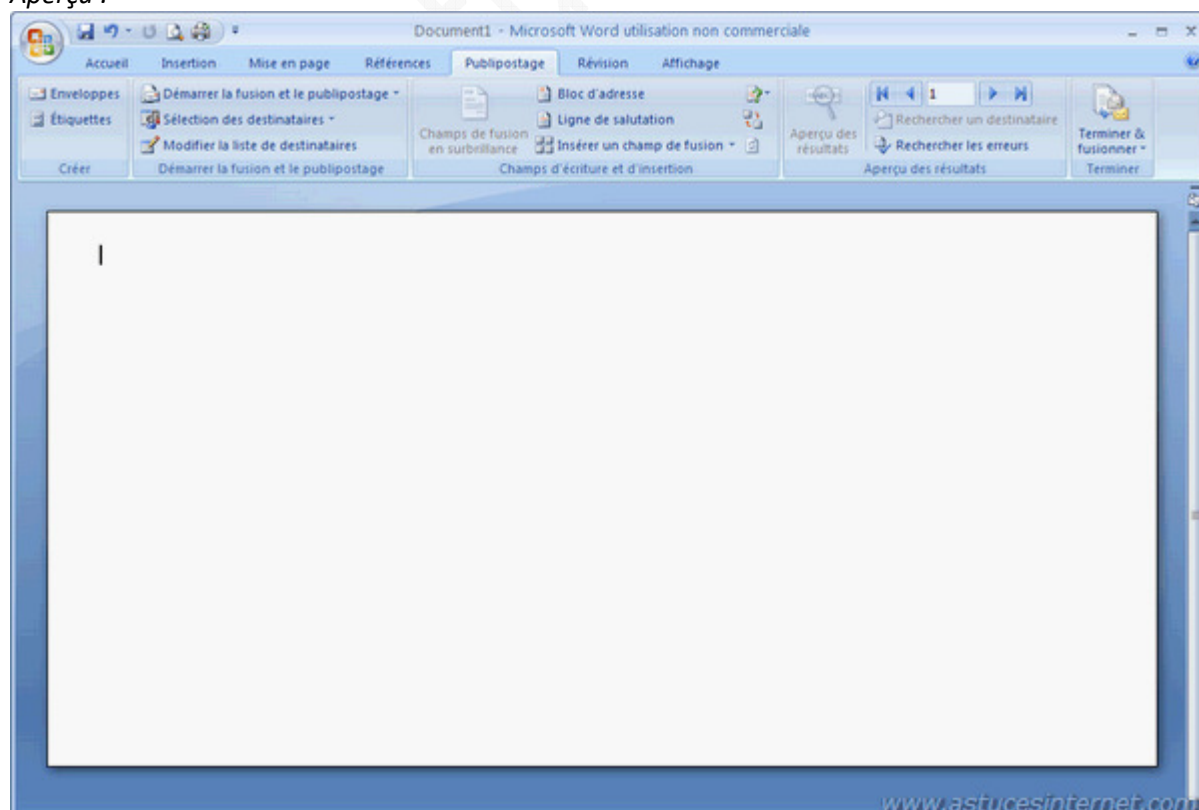 Aperçu :
Document1 - Microsoft Word utilisation non commerciale
Accueil Insertion Mise en page Références Publipostage Révision Affichage
Enveloppes
Étiquettes
Créer
Démarrer la fusion et le publipostage
Sélection des destinataires
Modifier la liste de destinataires
Démarrer la fusion et le publipostage
Champs de fusion
en surbrillance
Bloc d'adresse
Ligne de salutation
Insérer un champ de fusion
Champs d'écriture et d'insertion
Aperçu des
résultats
1
Rechercher un destinataire
Rechercher les erreurs
Aperçu des résultats
Terminer &
fusionner
Terminer
www.astucesinternet.com